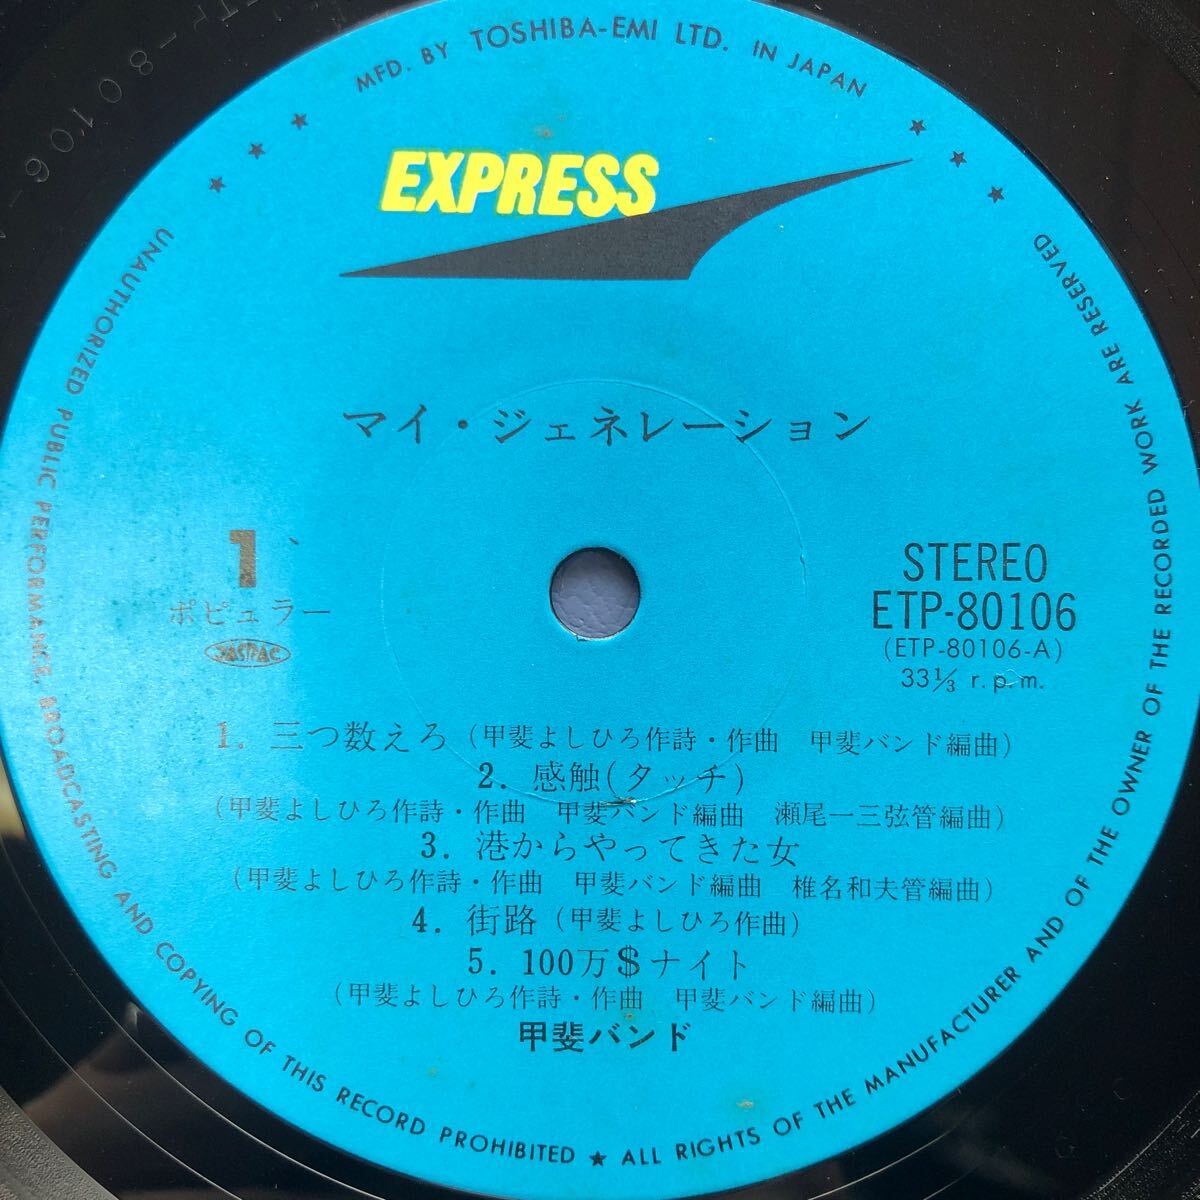 MFD. BY TOSHIBA-EMI LTD. IN JAPAN
EXPRESS
マイ・ジェネレーション
1
ポピュラー
JASRAC
STEREO
ETP-80106
(ETP-80106-A)
33⅓ r.p.m.
1. 三つ数えろ (甲斐よしひろ作詩・作曲 甲斐バンド編曲)
2. 感触(タッチ)
(甲斐よしひろ作詩・作曲 甲斐バンド編曲 瀬尾一三弦管編曲)
3. 港からやってきた女
(甲斐よしひろ作詩・作曲 甲斐バンド編曲 椎名和夫管編曲)
4. 街路 (甲斐よしひろ作曲)
5. 100万$ナイト
(甲斐よしひろ作詩・作曲 甲斐バンド編曲)
甲斐バンド
UNAUTHORIZED PUBLIC PERFORMANCE, BROADCASTING AND COPYING OF THIS RECORD PROHIBITED ★ ALL RIGHTS OF THE MANUFACTURER AND OF THE OWNER OF THE RECORDED WORK ARE RESERVED